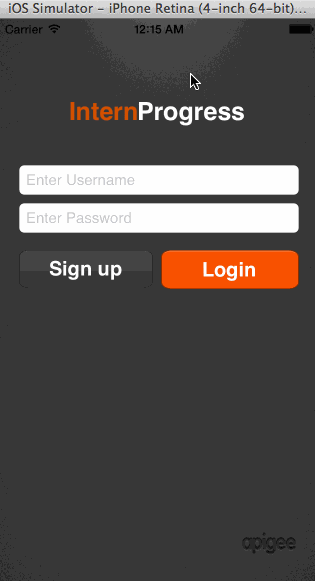 iOS Simulator – iPhone Retina (4-inch 64-bit)...
Carrier 12:15 AM
InternProgress
Enter Username
Enter Password
Sign up Login
apigee